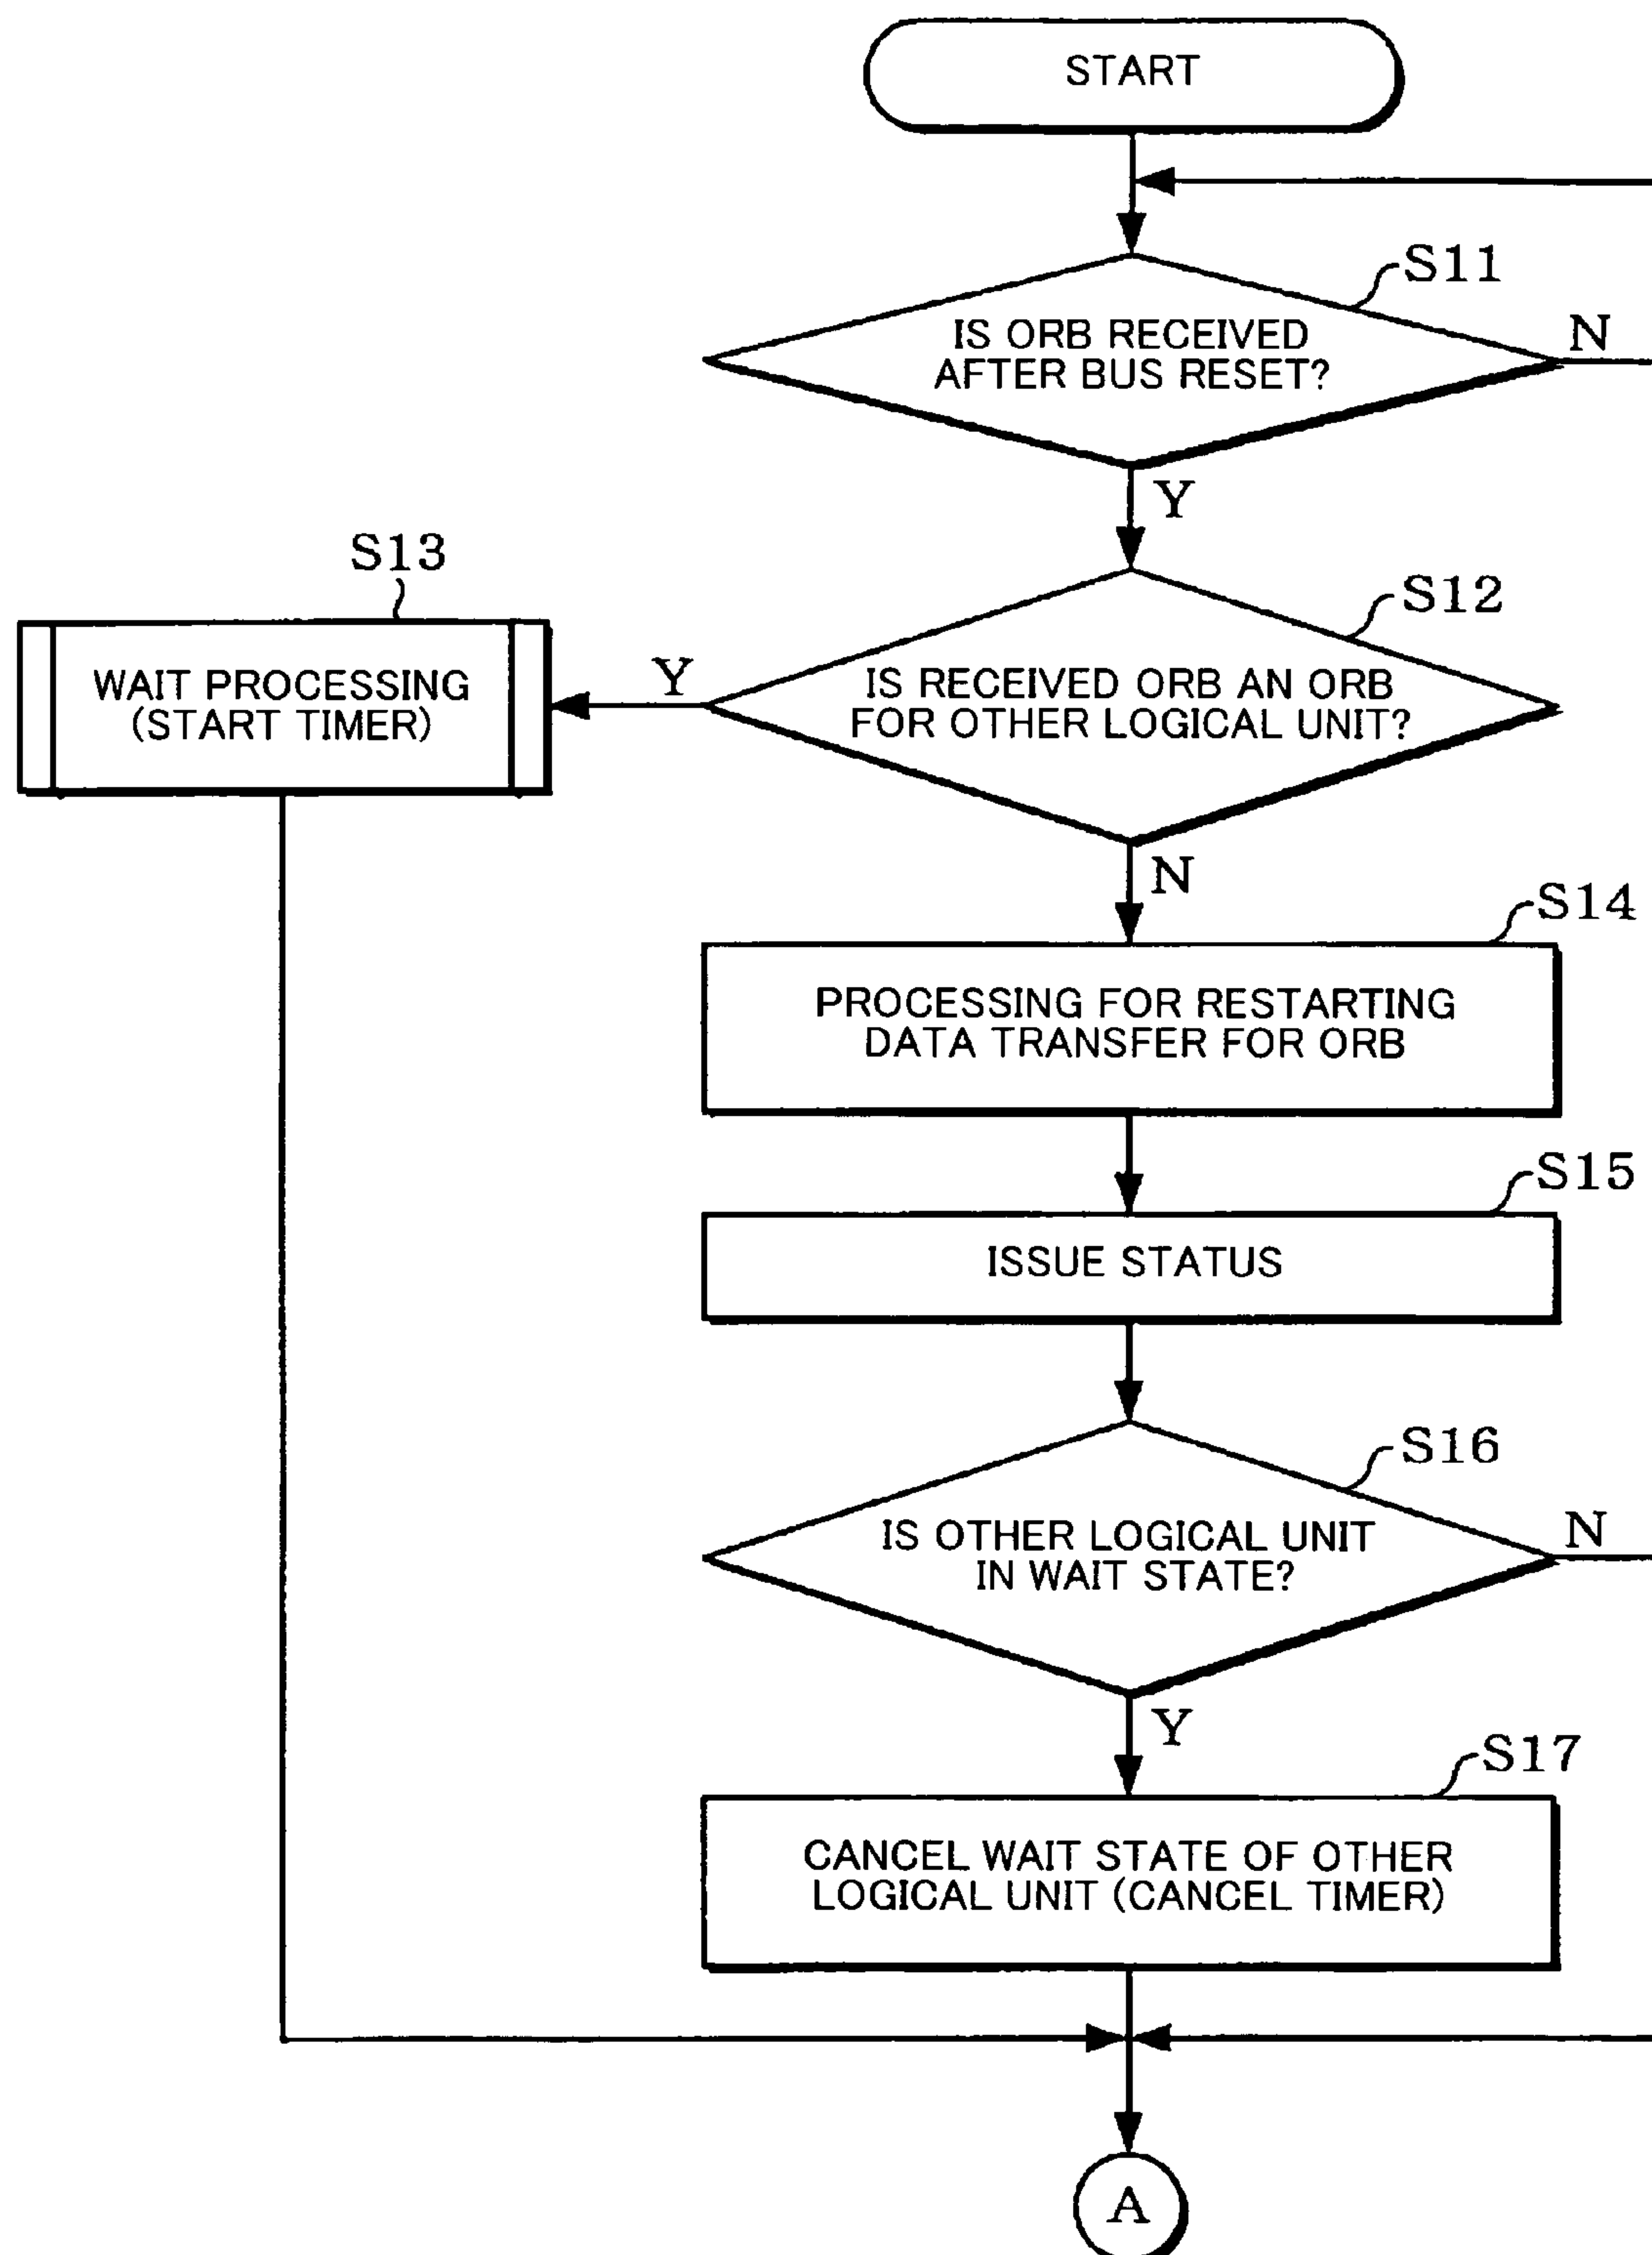 START
S11
IS ORB RECEIVED
AFTER BUS RESET?
N
Y
S13
S12
WAIT PROCESSING
(START TIMER)
Y
IS RECEIVED ORB AN ORB
FOR OTHER LOGICAL UNIT?
N
S14
PROCESSING FOR RESTARTING
DATA TRANSFER FOR ORB
S15
ISSUE STATUS
S16
IS OTHER LOGICAL UNIT
IN WAIT STATE?
N
Y
S17
CANCEL WAIT STATE OF OTHER
LOGICAL UNIT (CANCEL TIMER)
A